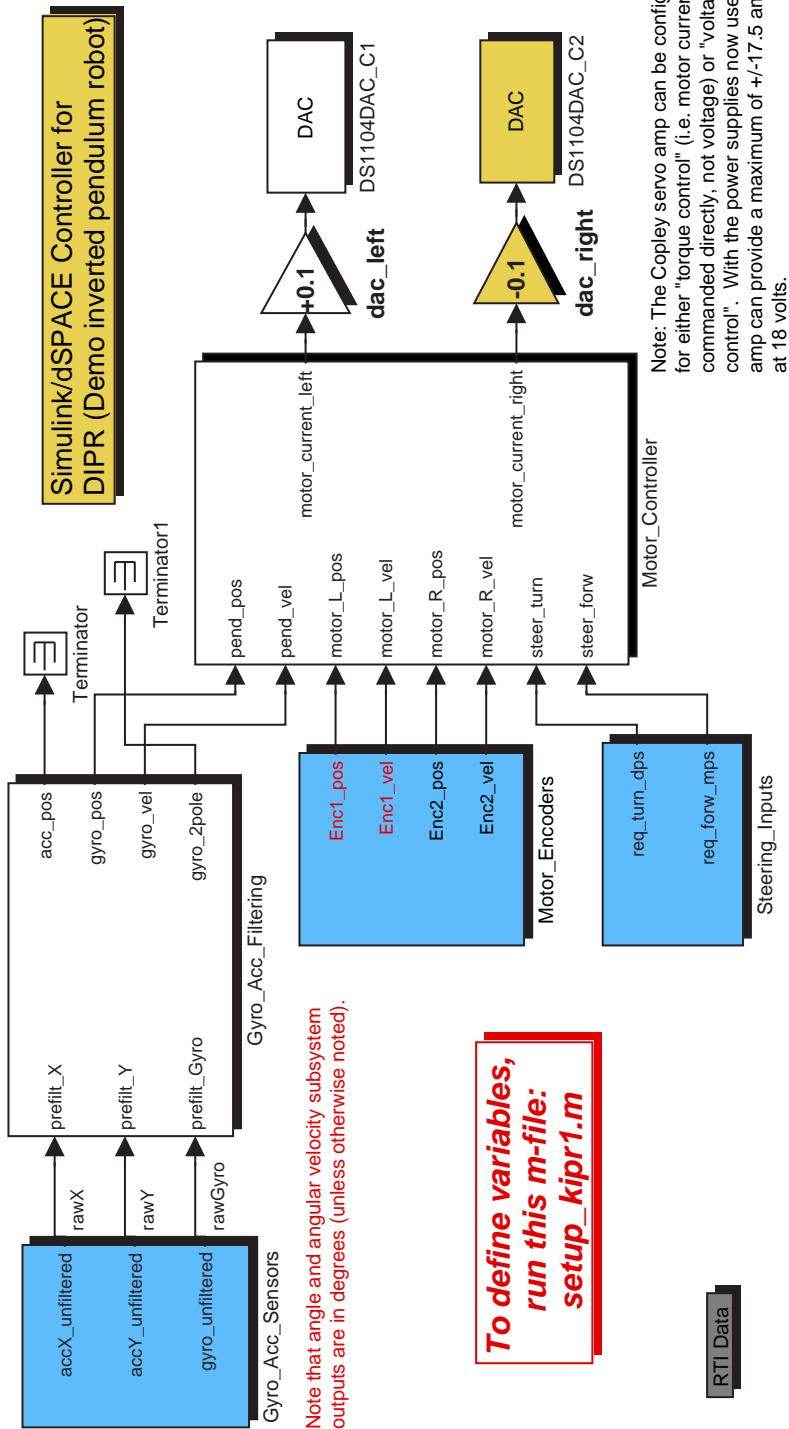 Simulink/dSPACE Controller for
DIPR (Demo inverted pendulum robot)
accX_unfiltered
accY_unfiltered
gyro_unfiltered
Gyro_Acc_Sensors
rawX
rawY
rawGyro
prefilt_X
prefilt_Y
prefilt_Gyro
acc_pos
gyro_pos
gyro_vel
gyro_2pole
Gyro_Acc_Filtering
Terminator
Terminator1
Note that angle and angular velocity subsystem
outputs are in degrees (unless otherwise noted).
Enc1_pos
Enc1_vel
Enc2_pos
Enc2_vel
Motor_Encoders
req_turn_dps
req_forw_mps
Steering_Inputs
pend_pos
pend_vel
motor_L_pos
motor_L_vel
motor_R_pos
motor_R_vel
steer_turn
steer_forw
motor_current_left
motor_current_right
Motor_Controller
+0.1
dac_left
DAC
DS1104DAC_C1
-0.1
dac_right
DAC
DS1104DAC_C2
To define variables,
run this m-file:
setup_kipr1.m
RTI Data
Note: The Copley servo amp can be
for either "torque control" (i.e. motor
commanded directly, not voltage) or
control". With the power supplies now
amp can provide a maximum of +/-17.5
at 18 volts.